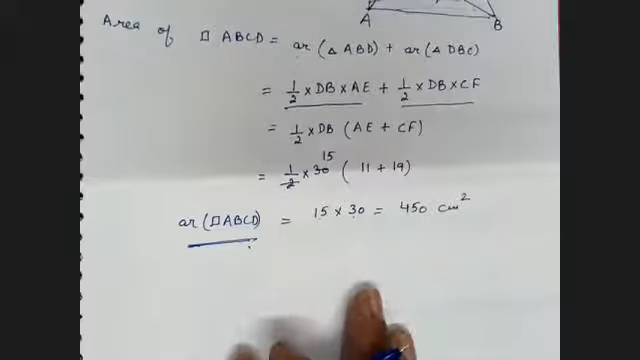 A B
Area of □ ABCD = ar (△ ABD) + ar (△ DBC)
= 1/2 × DB × AE + 1/2 × DB × CF
= 1/2 × DB (AE + CF)
15
= 1/2 × 30 ( 11 + 19)
ar (□ABCD) = 15 × 30 = 450 cm²